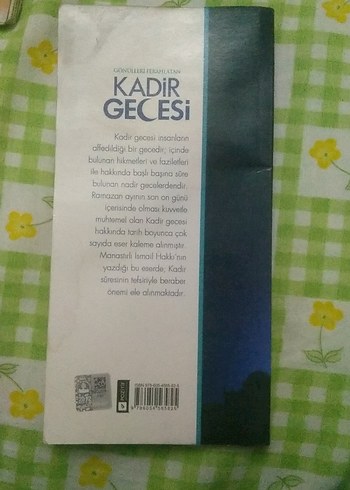 GÖNÜLLERİ FERAHLATAN
KADİR
GECESİ
Kadir gecesi insanların
affedildiği bir gecedir; içinde
bulunan hikmetleri ve faziletleri
ile hakkında başlı başına sûre
bulunan nadir gecelerdendir.
Ramazan ayının son on günü
içerisinde olması kuvvetle
muhtemel olan Kadir gecesi
hakkında tarih boyunca çok
sayıda eser kaleme alınmıştır.
Manastırlı İsmail Hakkı'nın
yazdığı bu eserde, Kadir
sûresinin tefsiriyle beraber
önemi ele alınmaktadır.